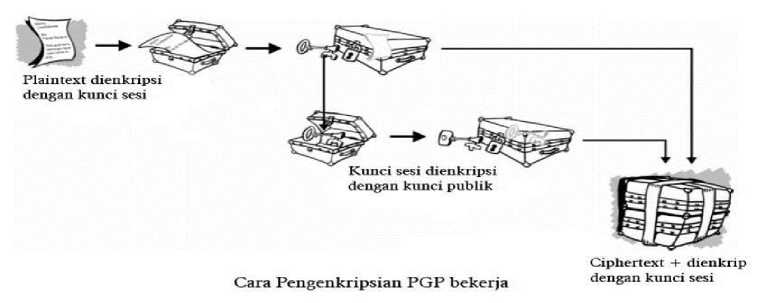 Plaintext dienkripsi
dengan kunci sesi
Kunci sesi dienkripsi
dengan kunci publik
Ciphertext + dienkrip
dengan kunci sesi
Cara Pengenkripsian PGP bekerja